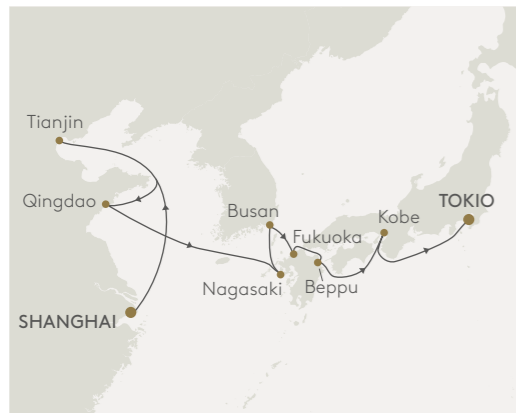 Tianjin
Qingdao
Busan
Kobe
TOKIO
Fukuoka
Nagasaki
Beppu
SHANGHAI